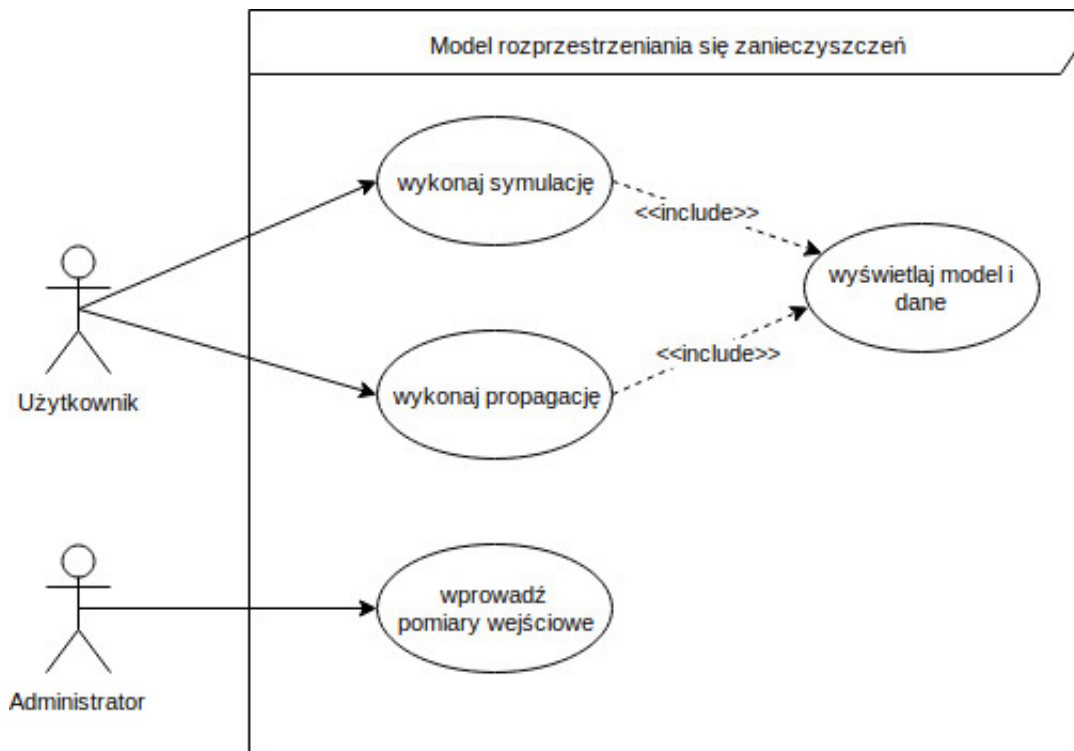 Model rozprzestrzeniania się zanieczyszczeń
wykonaj symulację
<<include>>
wyświetlaj model i
dane
<<include>>
wykonaj propagację
Użytkownik
wprowadź
pomiary wejściowe
Administrator